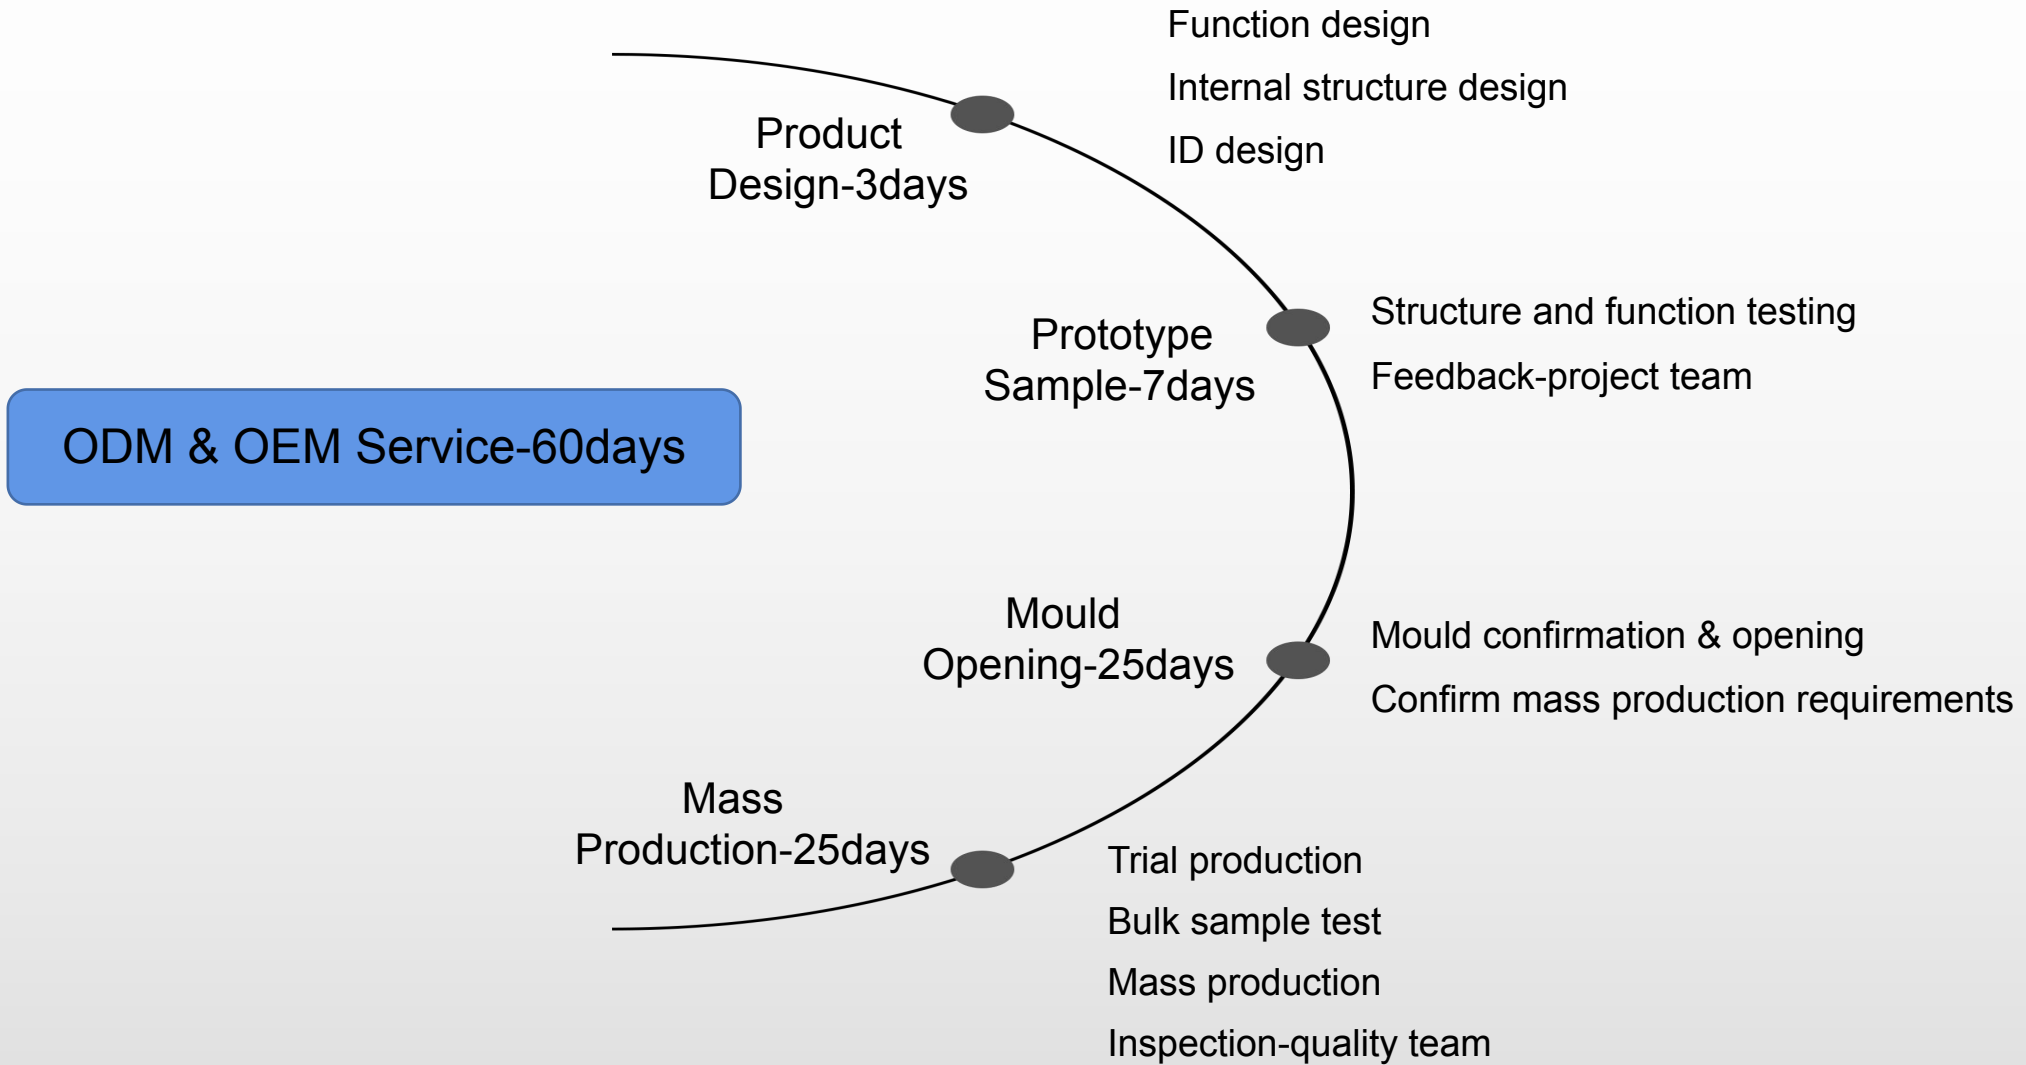 Function design
Internal structure design
ID design
Product
Design-3days
Structure and function testing
Feedback-project team
Prototype
Sample-7days
ODM & OEM Service-60days
Mould
Opening-25days
Mould confirmation & opening
Confirm mass production requirements
Mass
Production-25days
Trial production
Bulk sample test
Mass production
Inspection-quality team